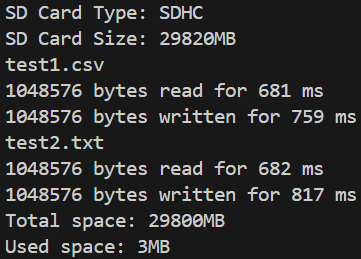 SD Card Type: SDHC
SD Card Size: 29820MB
test1.csv
1048576 bytes read for 681 ms
1048576 bytes written for 759 ms
test2.txt
1048576 bytes read for 682 ms
1048576 bytes written for 817 ms
Total space: 29800MB
Used space: 3MB